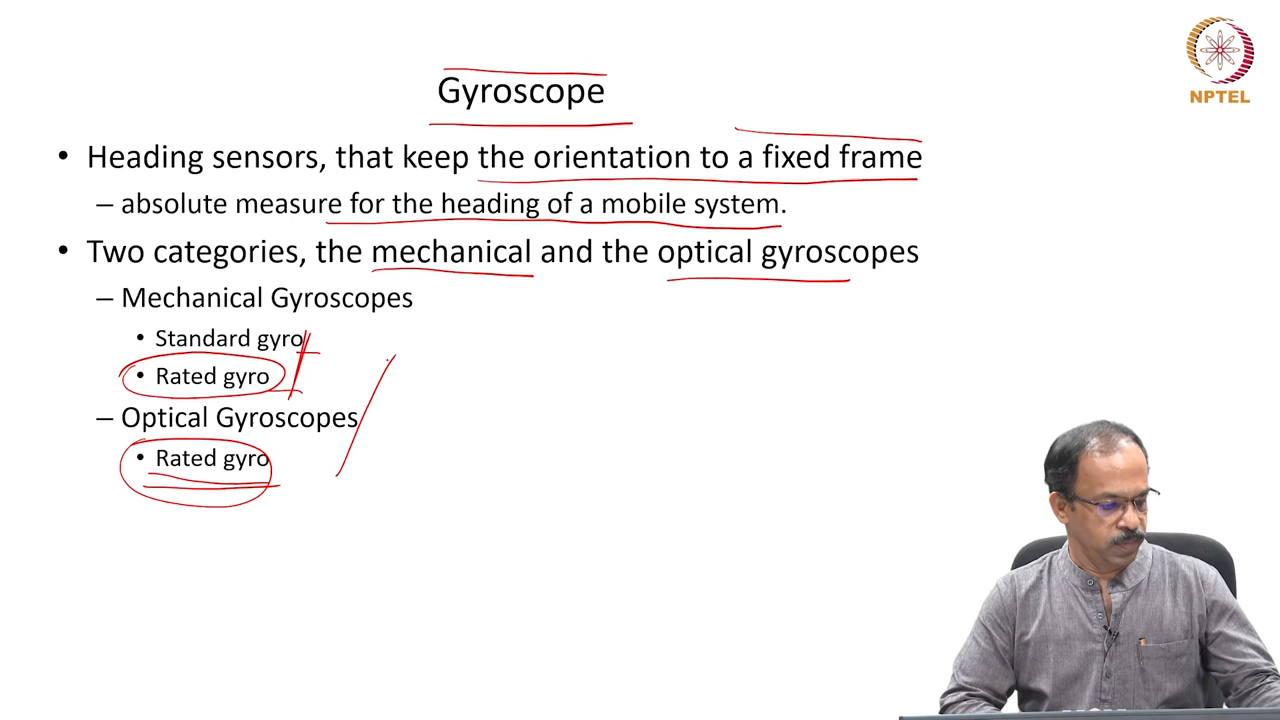 NPTEL
Gyroscope
• Heading sensors, that keep the orientation to a fixed frame
– absolute measure for the heading of a mobile system.
• Two categories, the mechanical and the optical gyroscopes
– Mechanical Gyroscopes
• Standard gyro
• Rated gyro
– Optical Gyroscopes
• Rated gyro